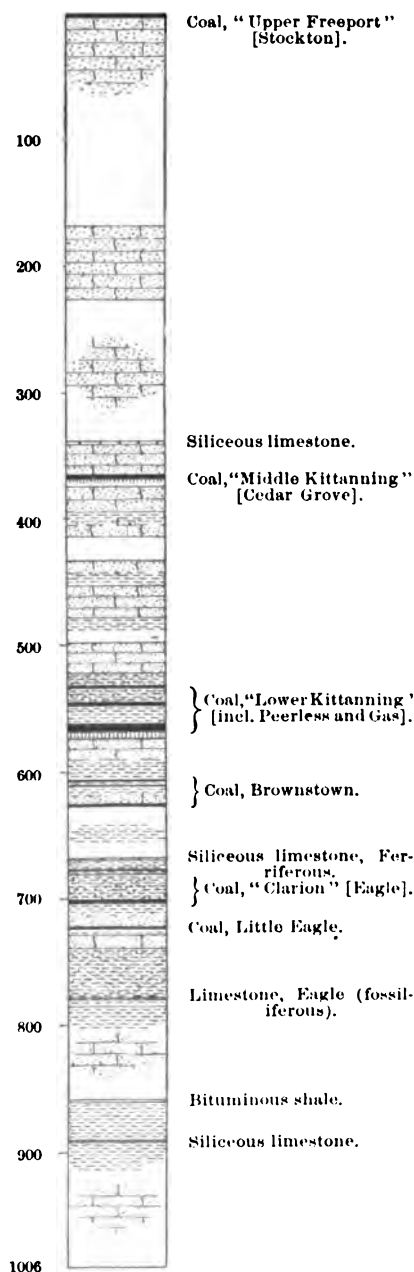 Coal, “Upper Freeport”
[Stockton].
100
200
300
Siliceous limestone.
Coal, “Middle Kittanning”
[Cedar Grove].
400
500
Coal, “Lower Kittanning”
[incl. Peerless and Gas].
600
Coal, Brownstown.
Siliceous limestone, Fer-
riferous.
Coal, “Clarion” [Eagle].
700
Coal, Little Eagle.
Limestone, Eagle (fossil-
iferous).
800
Bituminous shale.
Siliceous limestone.
900
1006